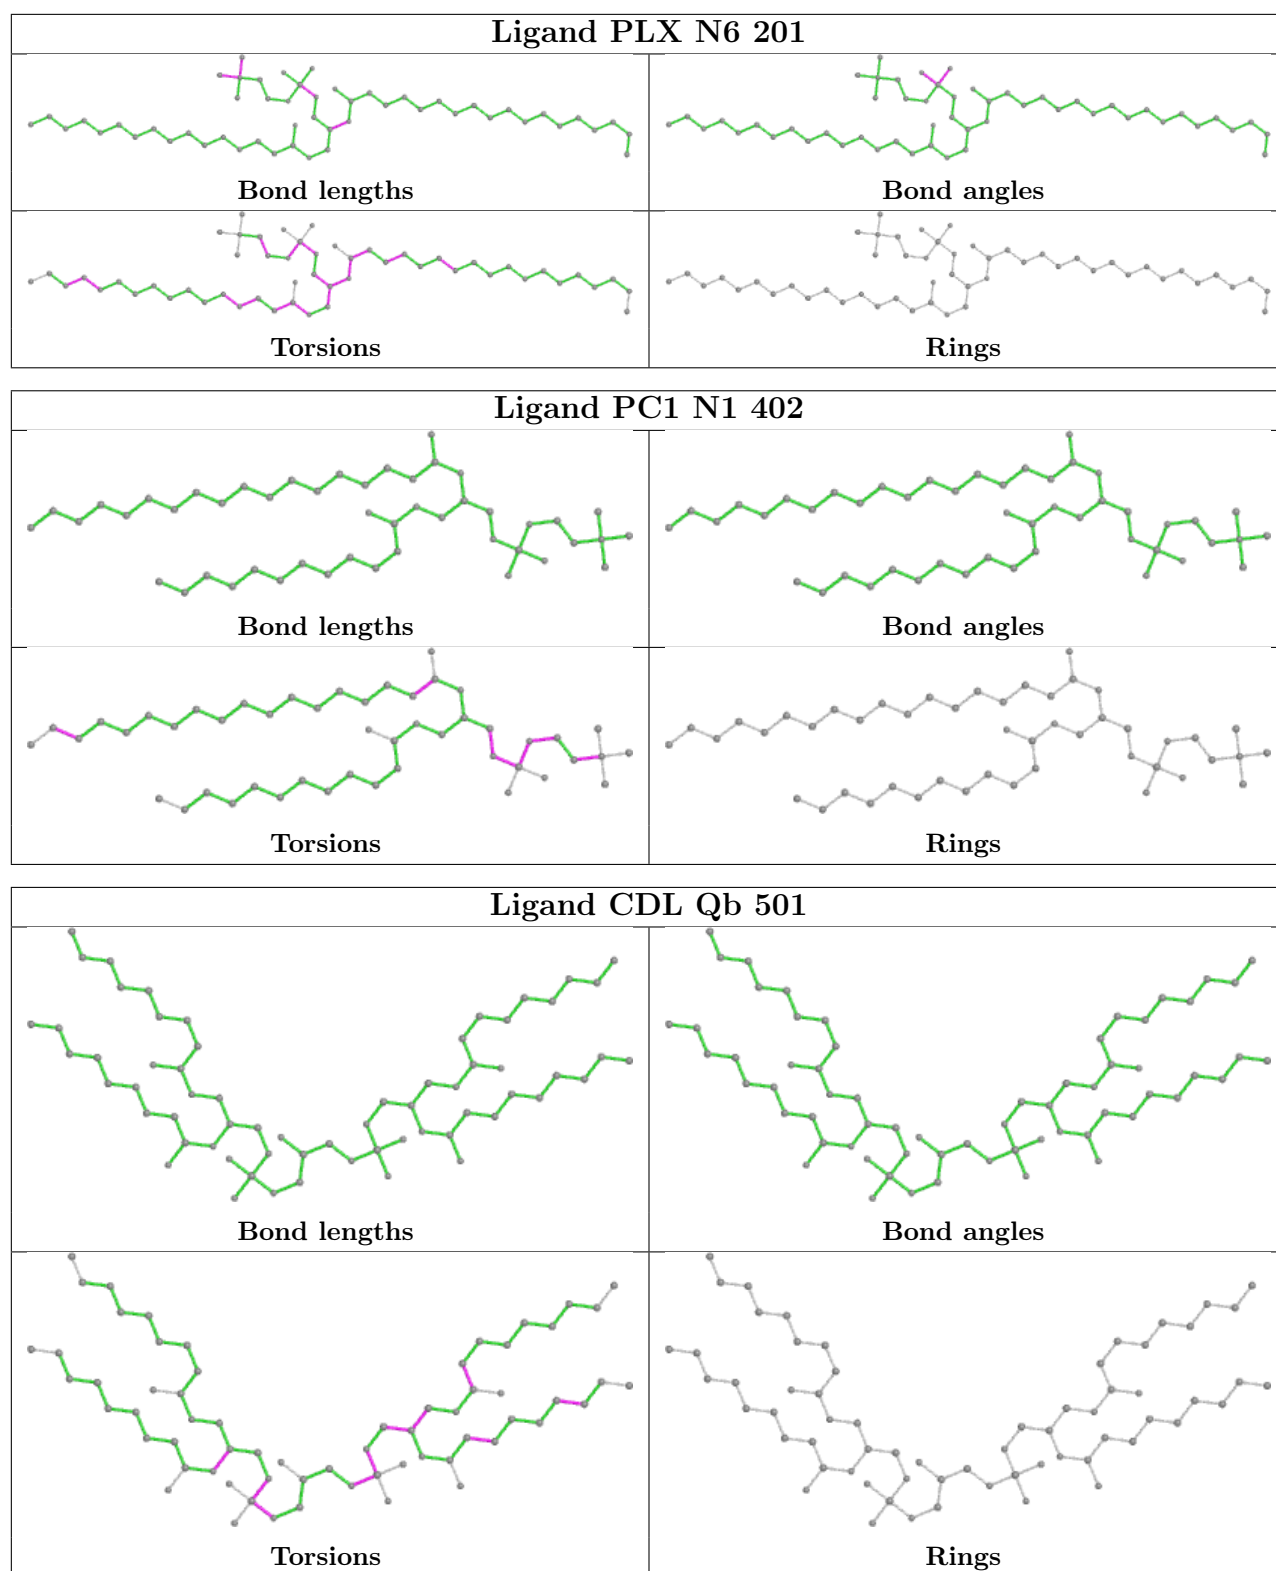 Ligand PLX N6 201
Bond lengths
Bond angles
Torsions
Rings
Ligand PC1 N1 402
Bond lengths
Bond angles
Torsions
Rings
Ligand CDL Qb 501
Bond lengths
Bond angles
Torsions
Rings